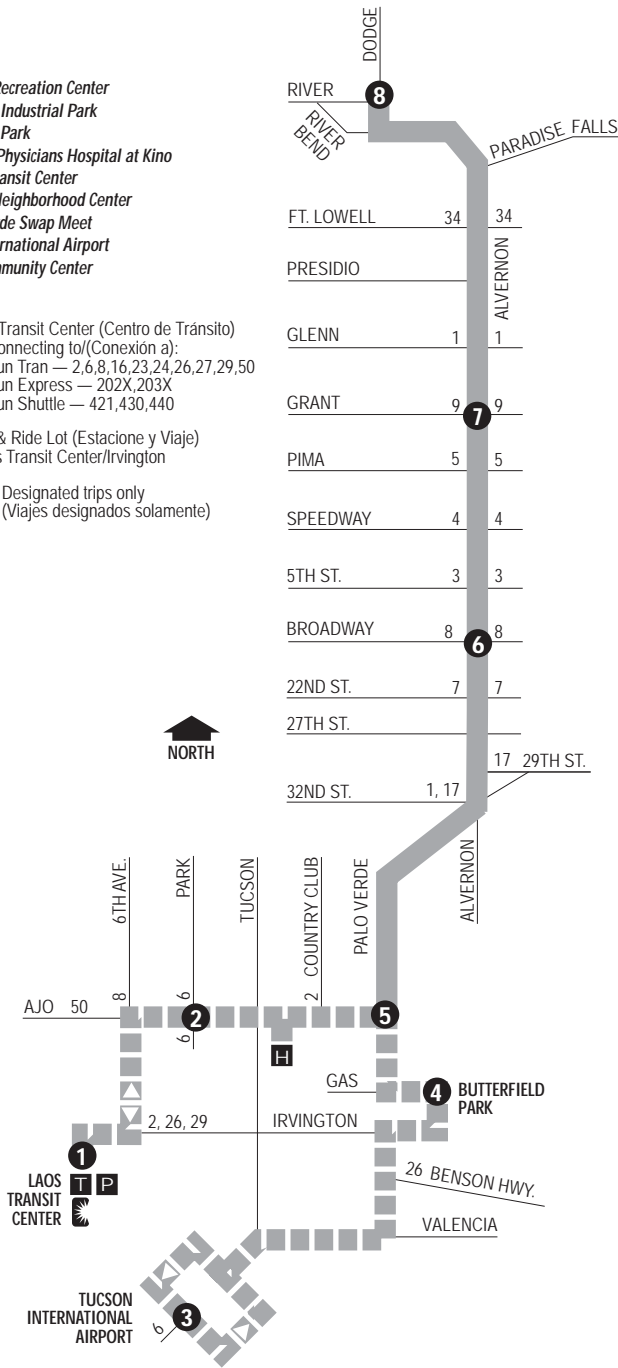 Recreation Center
Industrial Park
Park
Physicians Hospital at Kino
Transit Center
Neighborhood Center
Swap Meet
International Airport
Community Center
Transit Center (Centro de Tránsito)
onnecting to/(Conexión a):
un Tran — 2,6,8,16,23,24,26,27,29,50
un Express — 202X,203X
un Shuttle — 421,430,440
& Ride Lot (Estacione y Viaje)
s Transit Center/Irvington
Designated trips only
(Viajes designados solamente)
DODGE
RIVER
8
RIVER
BEND
PARADISE FALLS
FT. LOWELL 34 34
ALVERNON
PRESIDIO
GLENN 1 1
GRANT 9 7 9
PIMA 5 5
SPEEDWAY 4 4
5TH ST. 3 3
BROADWAY 8 6 8
22ND ST. 7 7
27TH ST.
NORTH
17 29TH ST.
32ND ST. 1, 17
6TH AVE.
PARK
TUCSON
COUNTRY CLUB
PALO VERDE
ALVERNON
AJO 50
8
6
2
6
2
5
H
GAS
4
BUTTERFIELD
PARK
2, 26, 29
IRVINGTON
1
LAOS
TRANSIT
CENTER
T P
26 BENSON HWY.
VALENCIA
TUCSON
INTERNATIONAL
AIRPORT
6
3